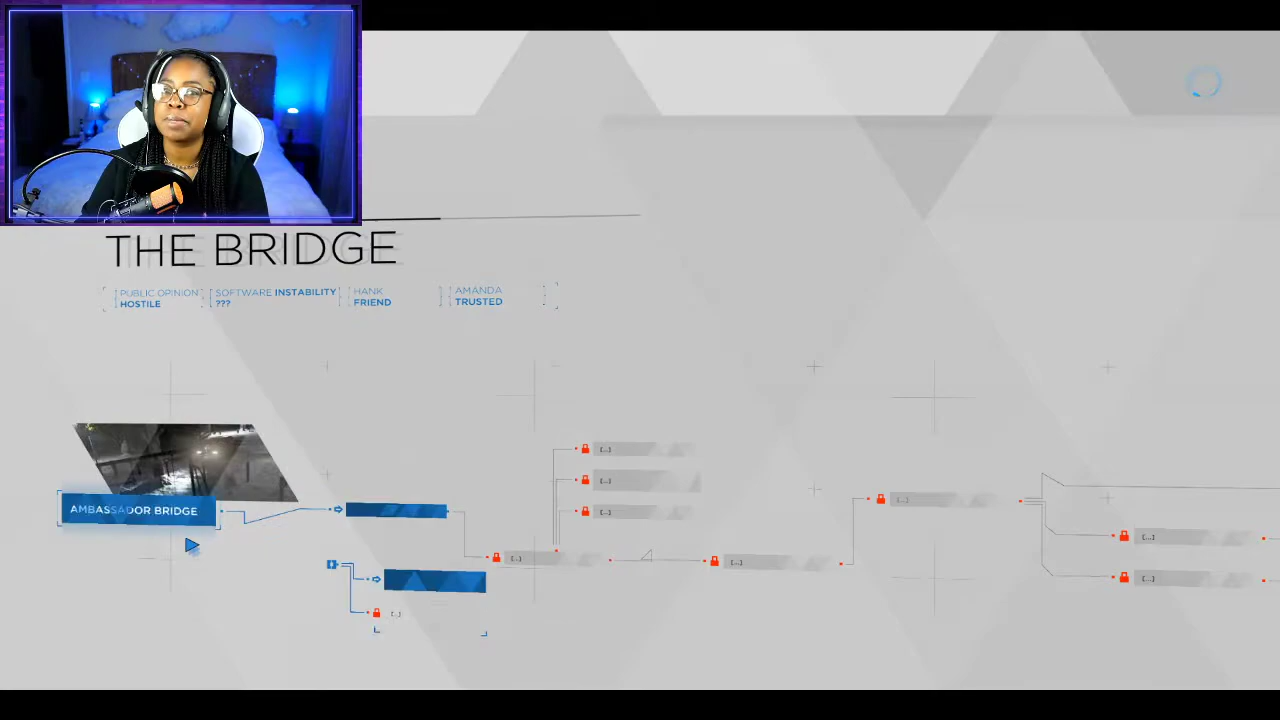 THE BRIDGE
PUBLIC OPINION
HOSTILE
SOFTWARE INSTABILITY
???
HANK
FRIEND
AMANDA
TRUSTED
AMBASSADOR BRIDGE
[...]
[...]
[...]
[...]
[...]
[...]
[...]
[...]
[...]